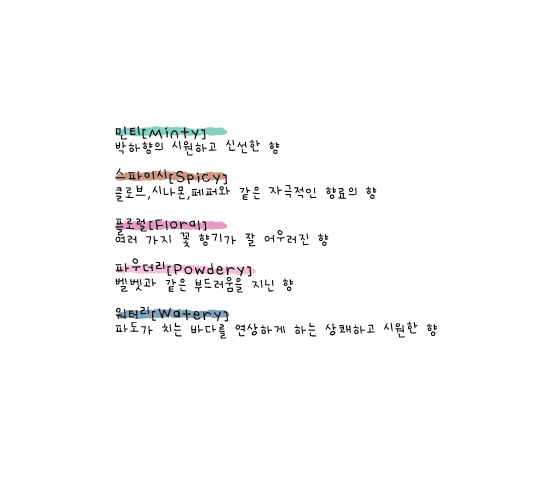 민티[Minty]
박하향의 시원하고 신선한 향
스파이시[Spicy]
클로브,시나몬,페퍼와 같은 자극적인 향료의 향
플로럴[Floral]
여러 가지 꽃 향기가 잘 어우러진 향
파우더리[Powdery]
벨벳과 같은 부드러움을 지닌 향
워터리[Watery]
파도가 치는 바다를 연상하게 하는 상쾌하고 시원한 향